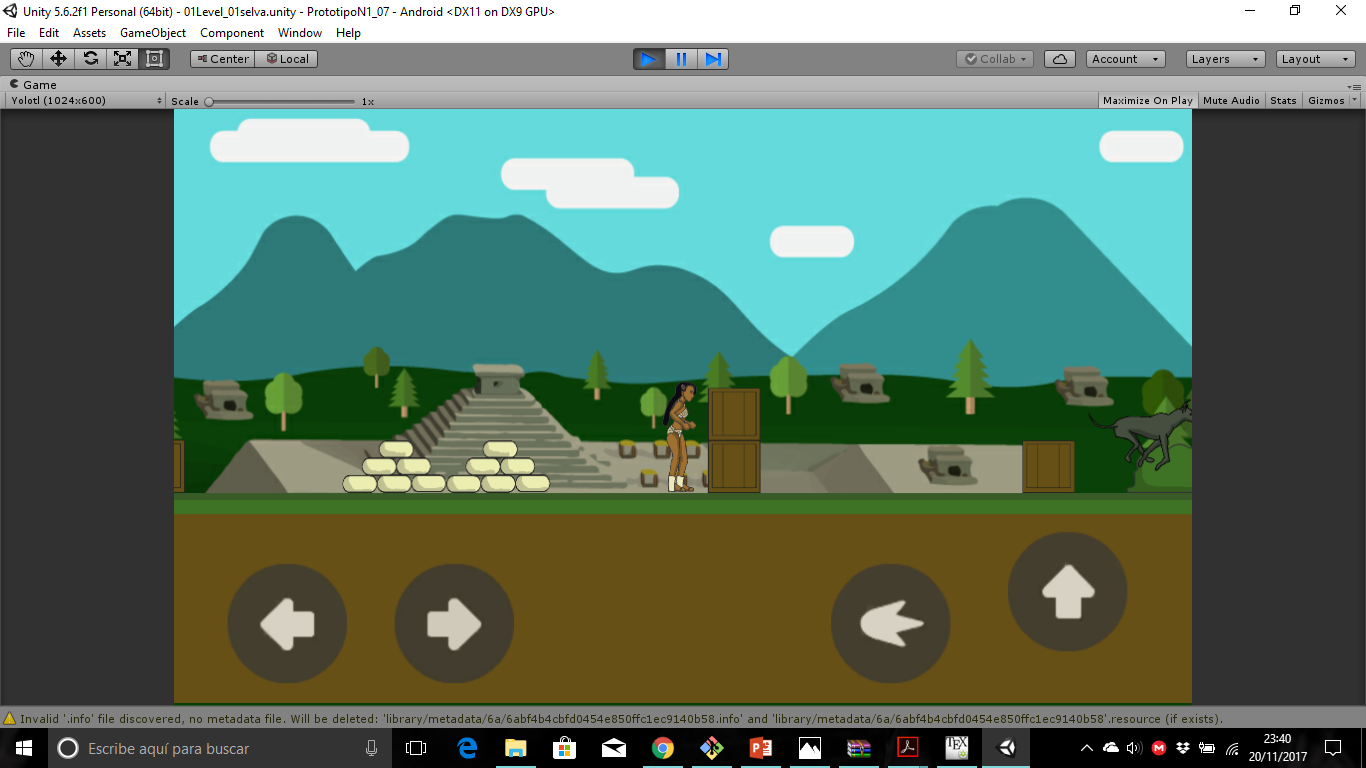 Unity 5.6.2f1 Personal (64bit) - 01Level_01selva.unity - PrototipoN1_07 - Android <DX11 on DX9 GPU>
File Edit Assets GameObject Component Window Help
Center Local Collab Account Layers Layout
Game
Yolotl (1024x600) Scale 1x Maximize On Play Mute Audio Stats Gizmos
Invalid '.info' file discovered, no metadata file. Will be deleted: 'library/metadata/6a/6abf4b4cbfd0454e850ffc1ec9140b58.info' and 'library/metadata/6a/6abf4b4cbfd0454e850ffc1ec9140b58'.resource (if exists).
Escribe aquí para buscar
23:40
20/11/2017